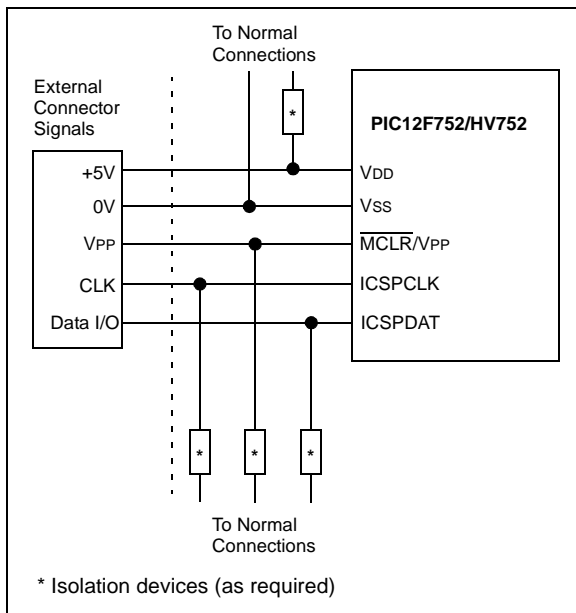 To Normal
Connections
External
Connector
Signals
*
PIC12F752/HV752
+5V
VDD
0V
VSS
VPP
MCLR/VPP
CLK
ICSPCLK
Data I/O
ICSPDAT
* * *
To Normal
Connections
* Isolation devices (as required)